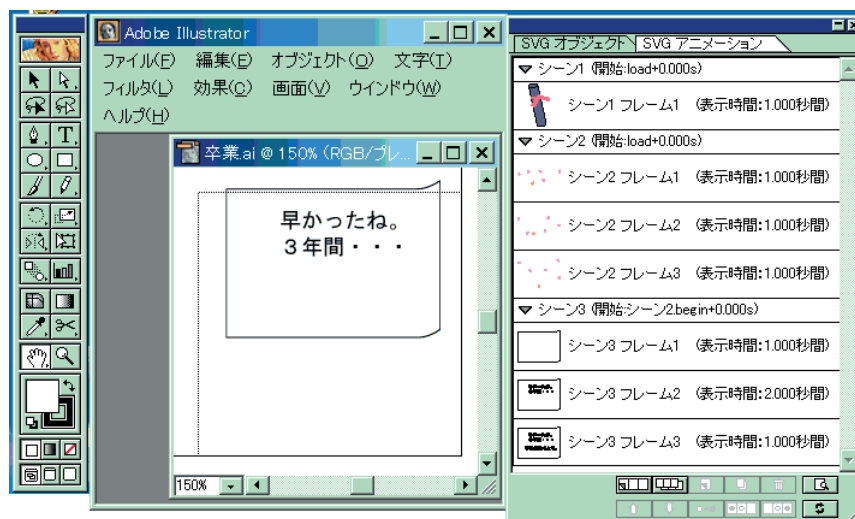 Adobe Illustrator
ファイル(F) 編集(E) オブジェクト(O) 文字(T)
フィルタ(L) 効果(C) 画面(V) ウインドウ(W)
ヘルプ(H)
卒業.ai @ 150% (RGB/プレ...
早かったね。
3年間・・・
150%
T
SVG オブジェクト SVG アニメーション
シーン1 (開始:load+0.000s)
シーン1 フレーム1 (表示時間:1.000秒間)
シーン2 (開始:load+0.000s)
シーン2 フレーム1 (表示時間:1.000秒間)
シーン2 フレーム2 (表示時間:1.000秒間)
シーン2 フレーム3 (表示時間:1.000秒間)
シーン3 (開始:シーン2.begin+0.000s)
シーン3 フレーム1 (表示時間:1.000秒間)
シーン3 フレーム2 (表示時間:2.000秒間)
シーン3 フレーム3 (表示時間:1.000秒間)